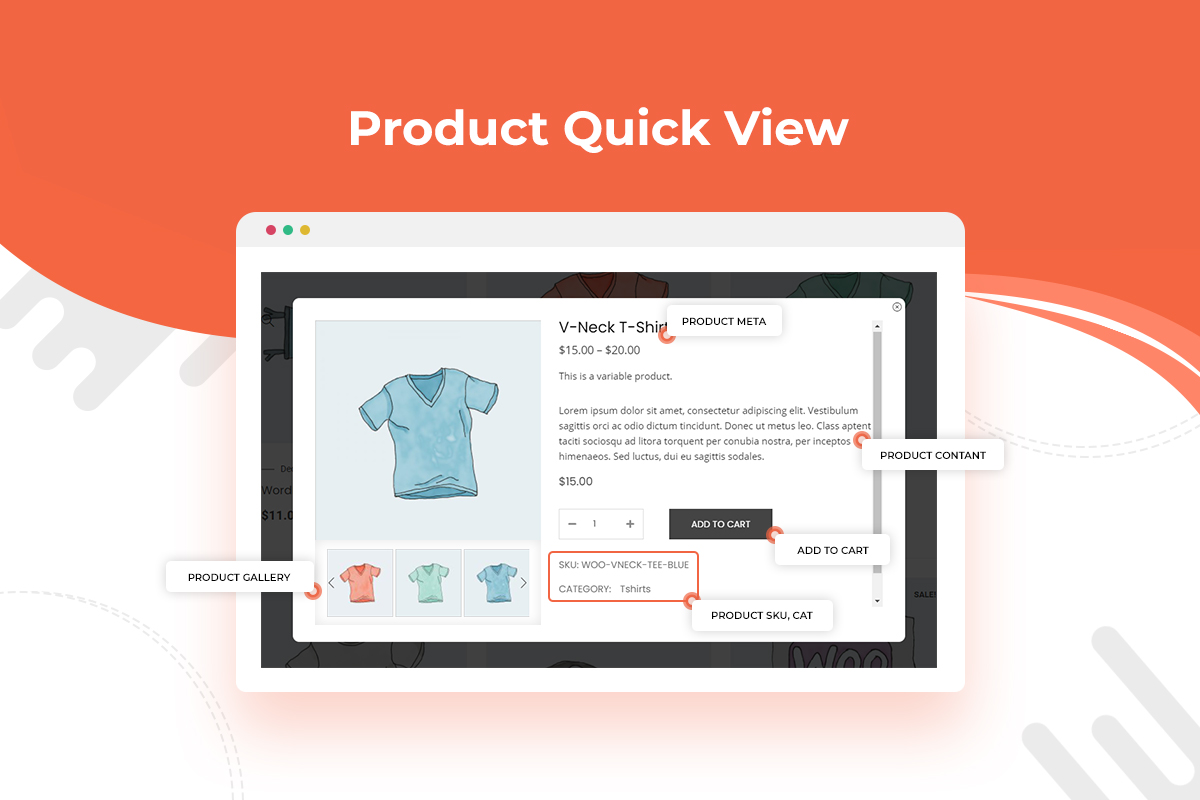 Product Quick View
V-Neck T-Shirt
PRODUCT META
$15.00 – $20.00
This is a variable product.
Lorem ipsum dolor sit amet, consectetur adipiscing elit. Vestibulum
sagittis orci ac odio dictum tincidunt. Donec ut metus leo. Class aptent
taciti sociosqu ad litora torquent per conubia nostra, per inceptos
himenaeos. Sed luctus, dui eu sagittis sodales.
PRODUCT CONTANT
$15.00
1
ADD TO CART
ADD TO CART
SKU: WOO-VNECK-TEE-BLUE
CATEGORY: Tshirts
PRODUCT GALLERY
PRODUCT SKU, CAT
Word
$11.0
SALE!
WOO